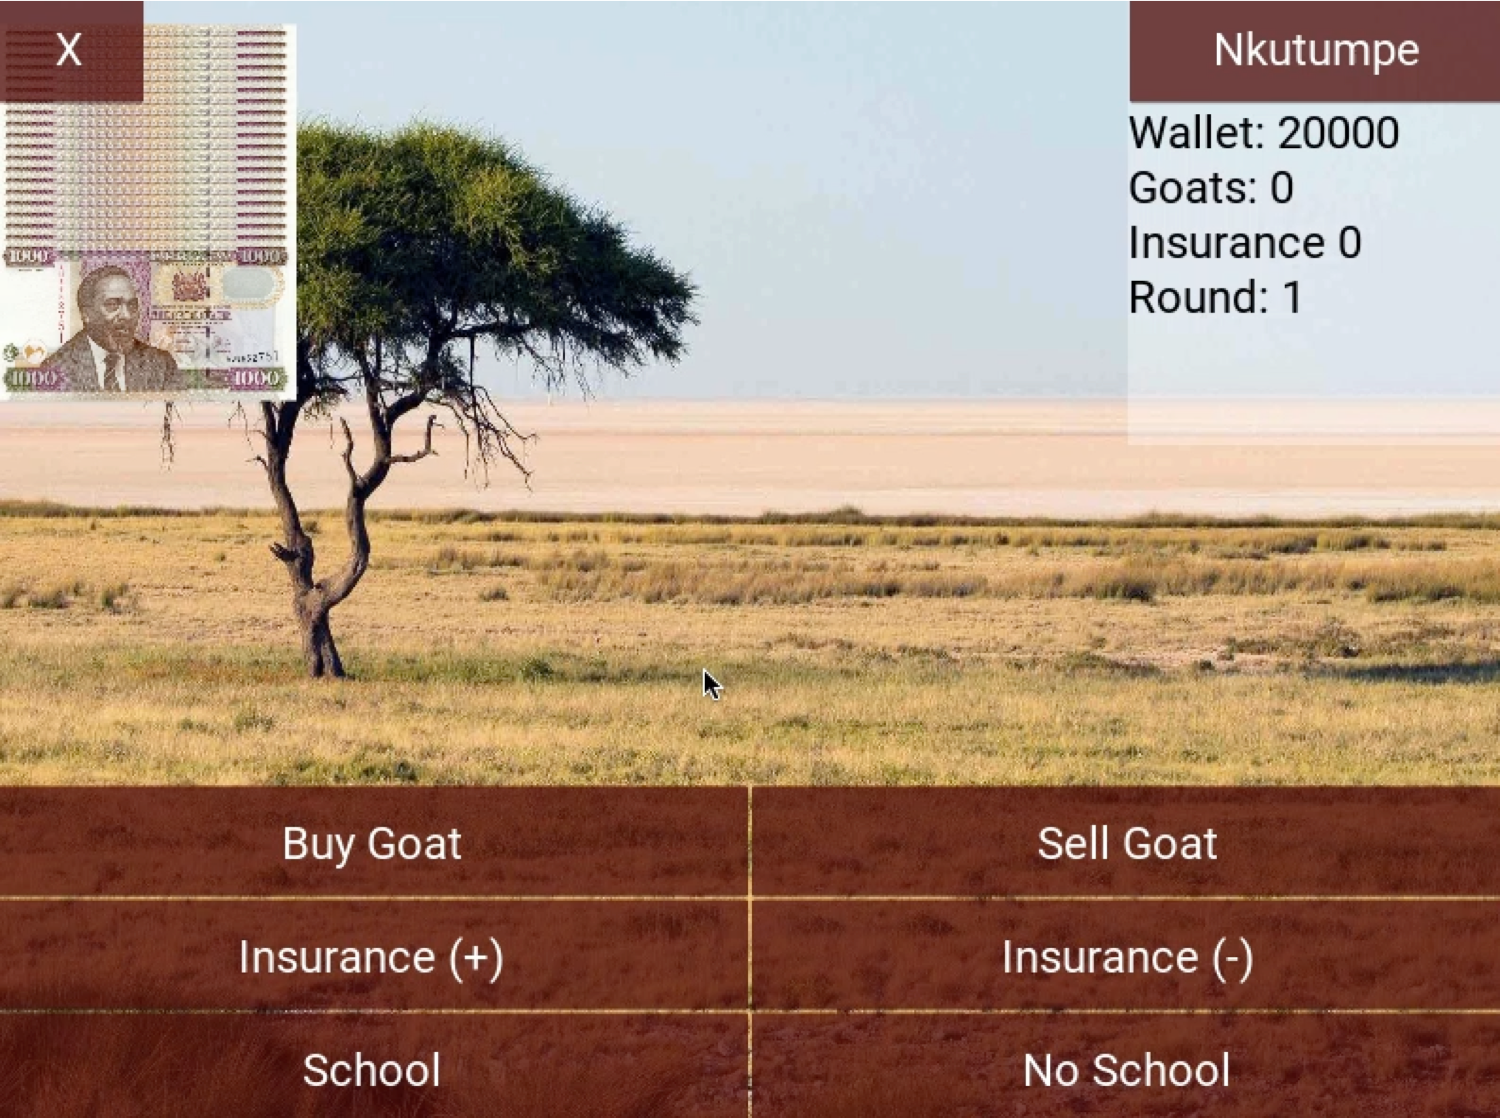 X
Nkutumpe
Wallet: 20000
Goats: 0
Insurance 0
Round: 1
1000 1000
1000 1000
Buy Goat
Sell Goat
Insurance (+)
Insurance (-)
School
No School